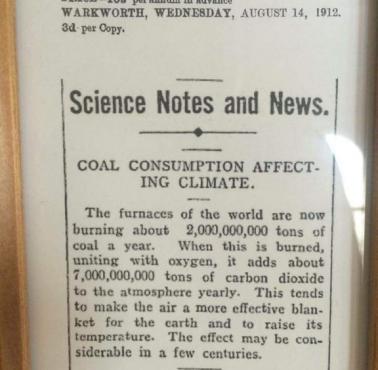 per annum in advance
WARKWORTH, WEDNESDAY, AUGUST 14, 1912.
3d per Copy.
Science Notes and News.
COAL CONSUMPTION AFFECT-
ING CLIMATE.
The furnaces of the world are now
burning about 2,000,000,000 tons of
coal a year. When this is burned,
uniting with oxygen, it adds about
7,000,000,000 tons of carbon dioxide
to the atmosphere yearly. This tends
to make the air a more effective blan-
ket for the earth and to raise its
temperature. The effect may be con-
siderable in a few centuries.